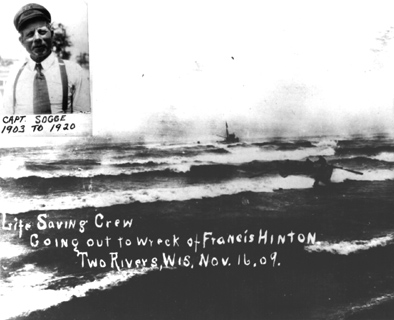 CAPT. SOGGE
1903 TO 1920
Life Saving Crew
Going out to wreck of Francis HINTON
Two Rivers, Wis, Nov. 16, 09.